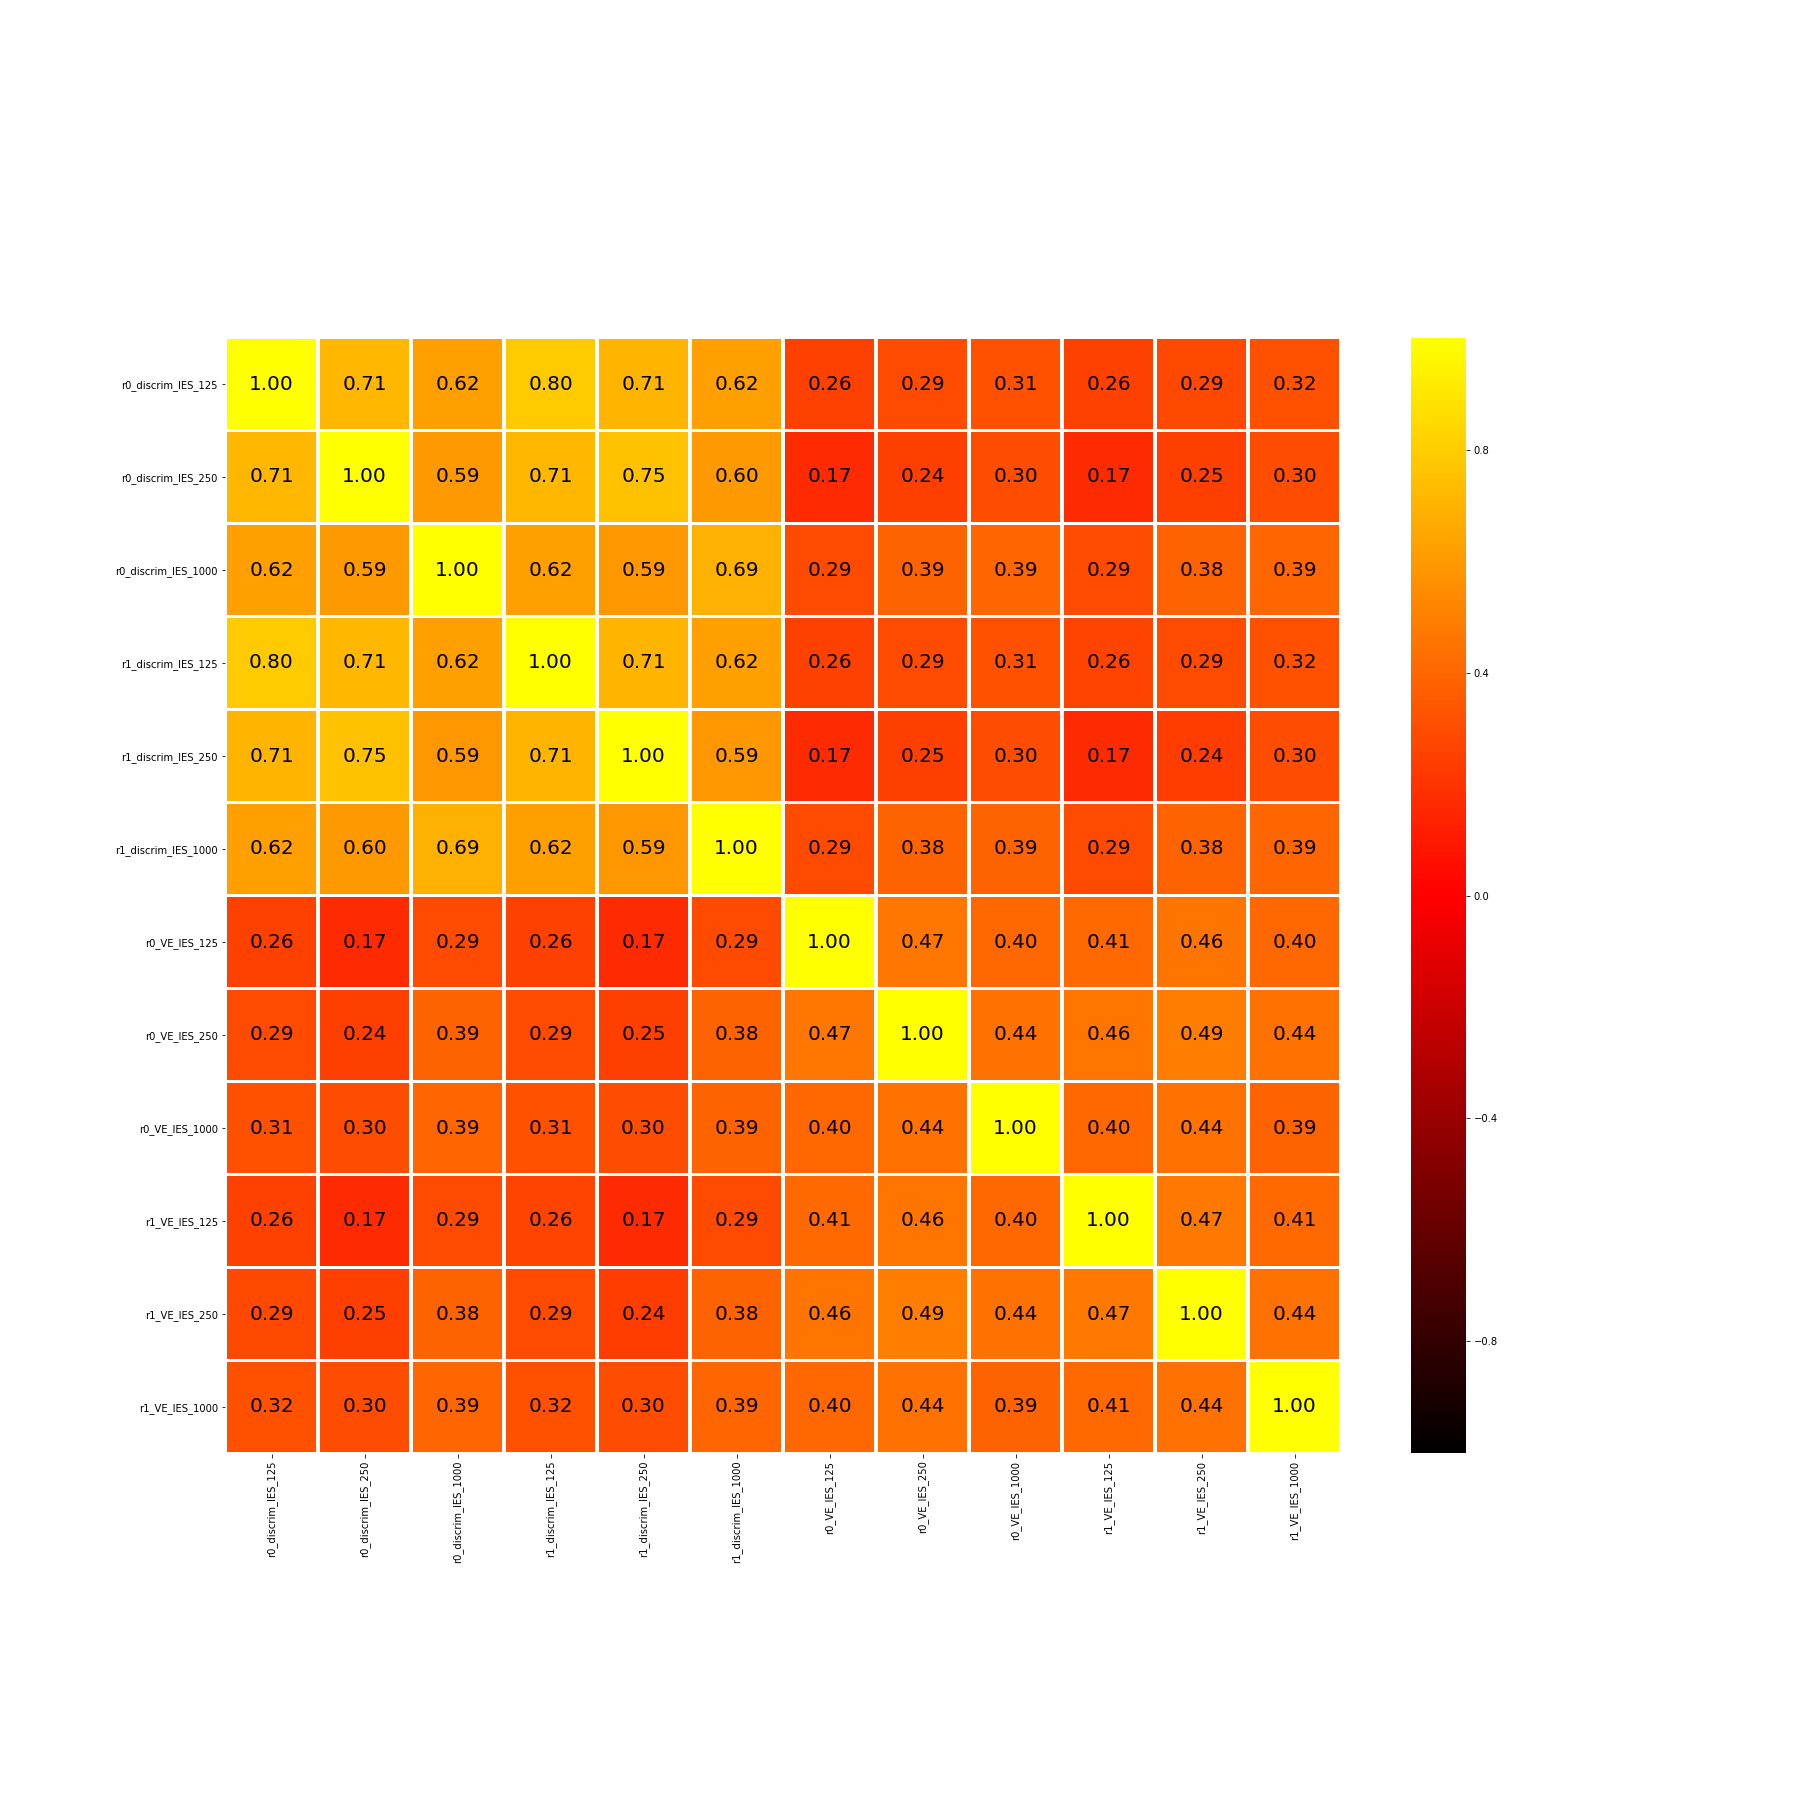 r0_discrim_IES_125 1.00 0.71 0.62 0.80 0.71 0.62 0.26 0.29 0.31 0.26 0.29 0.32
0.8
r0_discrim_IES_250 0.71 1.00 0.59 0.71 0.75 0.60 0.17 0.24 0.30 0.17 0.25 0.30
r0_discrim_IES_1000 0.62 0.59 1.00 0.62 0.59 0.69 0.29 0.39 0.39 0.29 0.38 0.39
r1_discrim_IES_125 0.80 0.71 0.62 1.00 0.71 0.62 0.26 0.29 0.31 0.26 0.29 0.32
0.4
r1_discrim_IES_250 0.71 0.75 0.59 0.71 1.00 0.59 0.17 0.25 0.30 0.17 0.24 0.30
r1_discrim_IES_1000 0.62 0.60 0.69 0.62 0.59 1.00 0.29 0.38 0.39 0.29 0.38 0.39
0.0
r0_VE_IES_125 0.26 0.17 0.29 0.26 0.17 0.29 1.00 0.47 0.40 0.41 0.46 0.40
r0_VE_IES_250 0.29 0.24 0.39 0.29 0.25 0.38 0.47 1.00 0.44 0.46 0.49 0.44
−0.4
r0_VE_IES_1000 0.31 0.30 0.39 0.31 0.30 0.39 0.40 0.44 1.00 0.40 0.44 0.39
r1_VE_IES_125 0.26 0.17 0.29 0.26 0.17 0.29 0.41 0.46 0.40 1.00 0.47 0.41
r1_VE_IES_250 0.29 0.25 0.38 0.29 0.24 0.38 0.46 0.49 0.44 0.47 1.00 0.44
−0.8
r1_VE_IES_1000 0.32 0.30 0.39 0.32 0.30 0.39 0.40 0.44 0.39 0.41 0.44 1.00
r0_discrim_IES_125
r0_discrim_IES_250
r0_discrim_IES_1000
r1_discrim_IES_125
r1_discrim_IES_250
r1_discrim_IES_1000
r0_VE_IES_125
r0_VE_IES_250
r0_VE_IES_1000
r1_VE_IES_125
r1_VE_IES_250
r1_VE_IES_1000